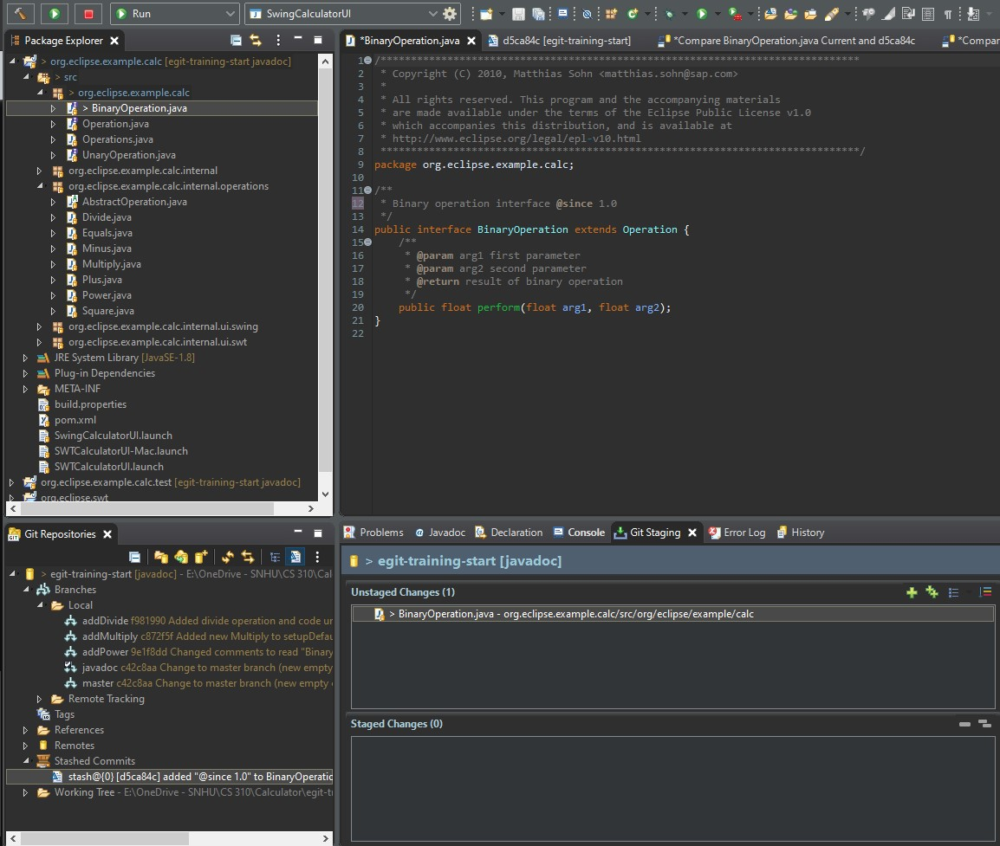 Run
SwingCalculatorUI
Package Explorer
> org.eclipse.example.calc [egit-training-start javadoc]
> src
> org.eclipse.example.calc
> BinaryOperation.java
Operation.java
Operations.java
UnaryOperation.java
org.eclipse.example.calc.internal
org.eclipse.example.calc.internal.operations
AbstractOperation.java
Divide.java
Equals.java
Minus.java
Multiply.java
Plus.java
Power.java
Square.java
org.eclipse.example.calc.internal.ui.swing
org.eclipse.example.calc.internal.ui.swt
JRE System Library [JavaSE-1.8]
Plug-in Dependencies
META-INF
build.properties
pom.xml
SwingCalculatorUI.launch
SWTCalculatorUI-Mac.launch
SWTCalculatorUI.launch
org.eclipse.example.calc.test [egit-training-start javadoc]
org.eclipse.swt
*BinaryOperation.java
d5ca84c [egit-training-start]
*Compare BinaryOperation.java Current and d5ca84c
*Compar
1 /*******************************************************************************
2 * Copyright (C) 2010, Matthias Sohn <matthias.sohn@sap.com>
3 *
4 * All rights reserved. This program and the accompanying materials
5 * are made available under the terms of the Eclipse Public License v1.0
6 * which accompanies this distribution, and is available at
7 * http://www.eclipse.org/legal/epl-v10.html
8 *******************************************************************************/
9 package org.eclipse.example.calc;
10
11 /**
12 * Binary operation interface @since 1.0
13 */
14 public interface BinaryOperation extends Operation {
15 /**
16 * @param arg1 first parameter
17 * @param arg2 second parameter
18 * @return result of binary operation
19 */
20 public float perform(float arg1, float arg2);
21 }
22
Git Repositories
> egit-training-start [javadoc] - E:\OneDrive - SNHU\CS 310\Cal
Branches
Local
addDivide f981990 Added divide operation and code ur
addMultiply c872f5f Added new Multiply to setupDefau
addPower 9e1f8dd Changed comments to read "Binary
javadoc c42c8aa Change to master branch (new empty
master c42c8aa Change to master branch (new empty
Remote Tracking
Tags
References
Remotes
Stashed Commits
stash@{0} [d5ca84c] added "@since 1.0" to BinaryOperatio
Working Tree - E:\OneDrive - SNHU\CS 310\Calculator\egit-tr
Problems
Javadoc
Declaration
Console
Git Staging
Error Log
History
> egit-training-start [javadoc]
Unstaged Changes (1)
> BinaryOperation.java - org.eclipse.example.calc/src/org/eclipse/example/calc
Staged Changes (0)